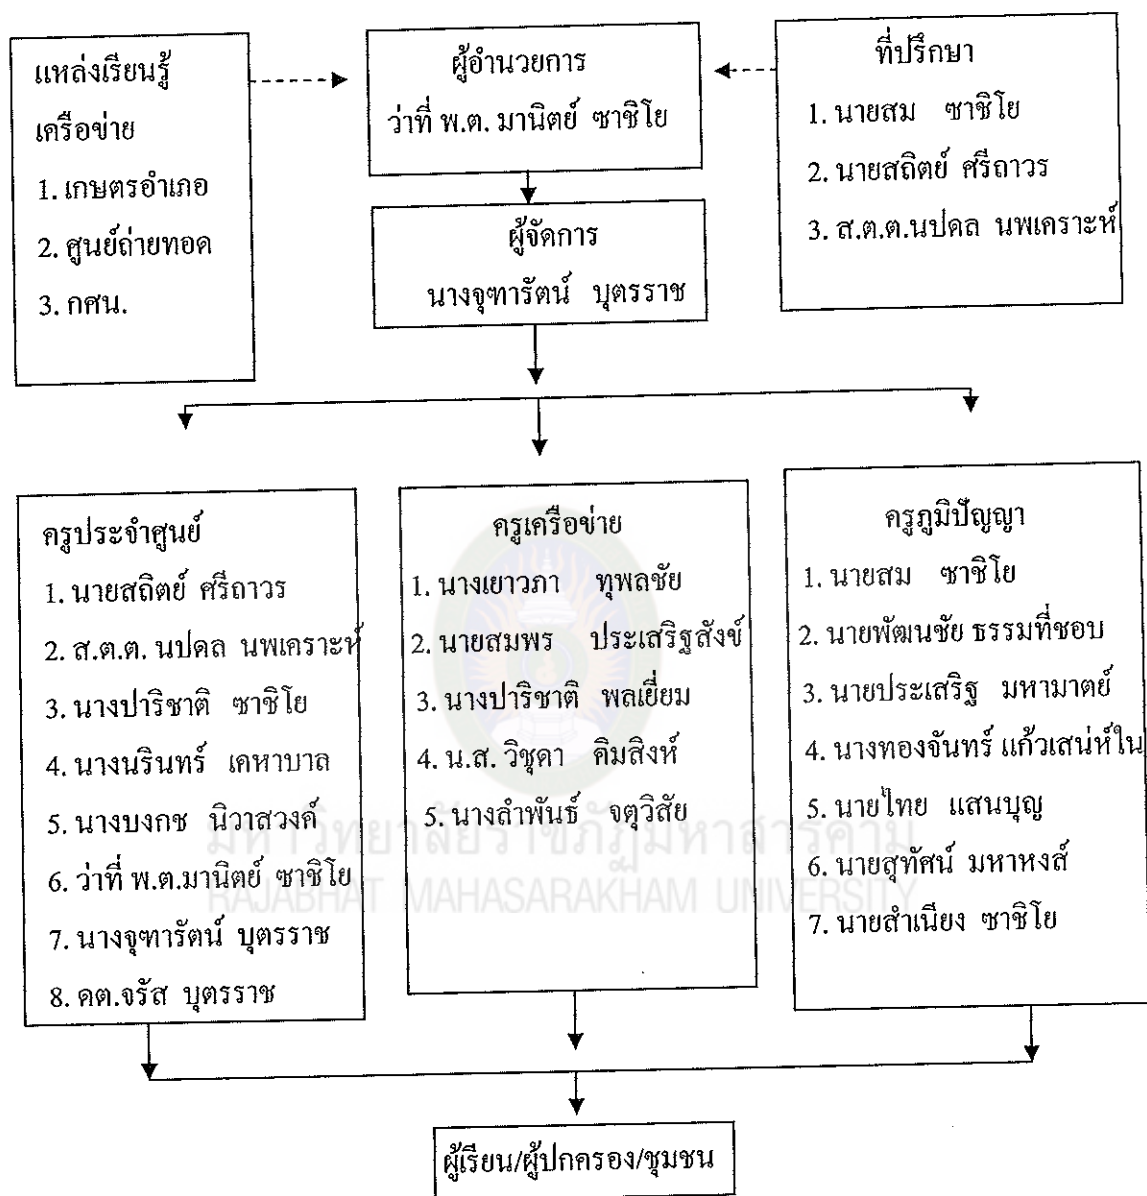 แหล่งเรียนรู้
เครือข่าย
1. เกษตรอำเภอ
2. ศูนย์ถ่ายทอด
3. กศน.
ผู้อำนวยการ
ว่าที่ พ.ต. มานิตย์ ซาชิโย
ที่ปรึกษา
1. นายสม ซาชิโย
2. นายสถิตย์ ศรีถาวร
3. ส.ต.ต.นปดล นพเคราะห์
ผู้จัดการ
นางจุฑารัตน์ บุตรราช
ครูประจำศูนย์
1. นายสถิตย์ ศรีถาวร
2. ส.ต.ต. นปดล นพเคราะห์
3. นางปาริชาติ ซาชิโย
4. นางนรินทร์ เคหาบาล
5. นางบงกช นิวาสวงค์
6. ว่าที่ พ.ต.มานิตย์ ซาชิโย
7. นางจุฑารัตน์ บุตรราช
8. ดต.จรัส บุตรราช
ครูเครือข่าย
1. นางเยาวภา ทุพลชัย
2. นายสมพร ประเสริฐสังข์
3. นางปาริชาติ พลเยี่ยม
4. น.ส. วิชุดา คิมสิงห์
5. นางลำพันธ์ จตุวิสัย
ครูภูมิปัญญา
1. นายสม ซาชิโย
2. นายพัฒนชัย ธรรมที่ชอบ
3. นายประเสริฐ มหามาตย์
4. นางทองจันทร์ แก้วเสน่ห์ใน
5. นายไทย แสนบุญ
6. นายสุทัศน์ มหาหงส์
7. นายสำเนียง ซาชิโย
มหาวิทยาลัยราชภัฏมหาสารคาม
RAJABHAT MAHASARAKHAM UNIVERSITY
ผู้เรียน/ผู้ปกครอง/ชุมชน